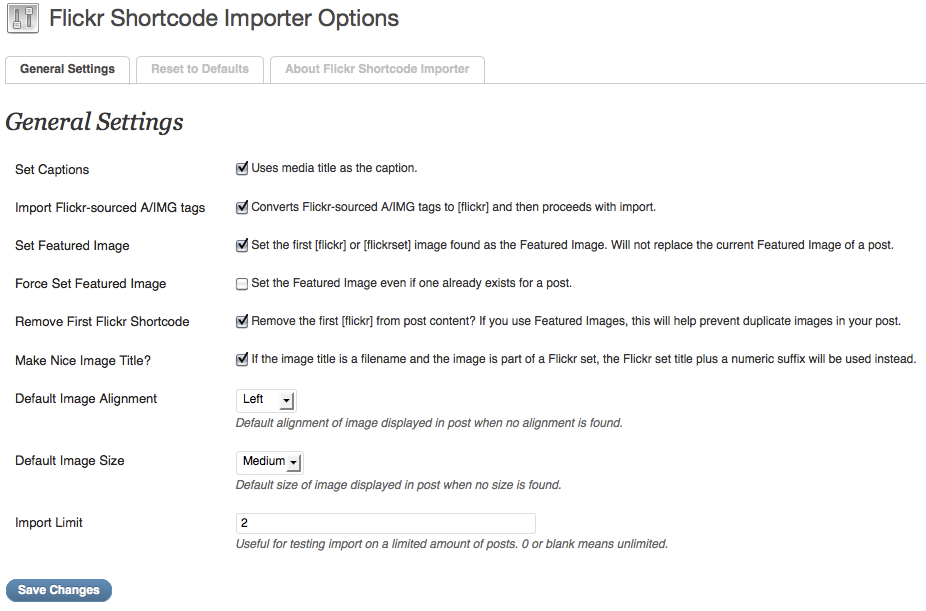 Flickr Shortcode Importer Options
General Settings Reset to Defaults About Flickr Shortcode Importer
General Settings
Set Captions Uses media title as the caption.
Import Flickr-sourced A/IMG tags Converts Flickr-sourced A/IMG tags to [flickr] and then proceeds with import.
Set Featured Image Set the first [flickr] or [flickrset] image found as the Featured Image. Will not replace the current Featured Image of a post.
Force Set Featured Image Set the Featured Image even if one already exists for a post.
Remove First Flickr Shortcode Remove the first [flickr] from post content? If you use Featured Images, this will help prevent duplicate images in your post.
Make Nice Image Title? If the image title is a filename and the image is part of a Flickr set, the Flickr set title plus a numeric suffix will be used instead.
Default Image Alignment Left
Default alignment of image displayed in post when no alignment is found.
Default Image Size Medium
Default size of image displayed in post when no size is found.
Import Limit 2
Useful for testing import on a limited amount of posts. 0 or blank means unlimited.
Save Changes